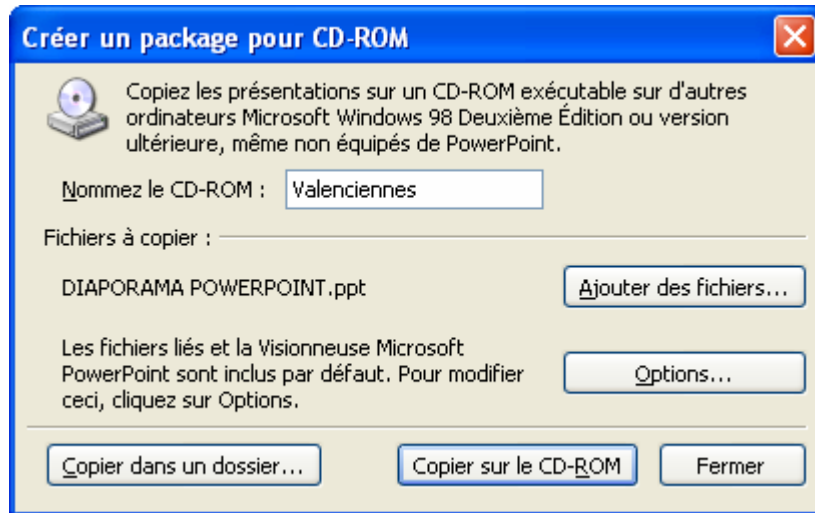 Créer un package pour CD-ROM
Copiez les présentations sur un CD-ROM exécutable sur d'autres
ordinateurs Microsoft Windows 98 Deuxième Édition ou version
ultérieure, même non équipés de PowerPoint.
Nommez le CD-ROM : Valenciennes
Fichiers à copier :
DIAPORAMA POWERPOINT.ppt Ajouter des fichiers...
Les fichiers liés et la Visionneuse Microsoft
PowerPoint sont inclus par défaut. Pour modifier
ceci, cliquez sur Options.
Options...
Copier dans un dossier... Copier sur le CD-ROM Fermer